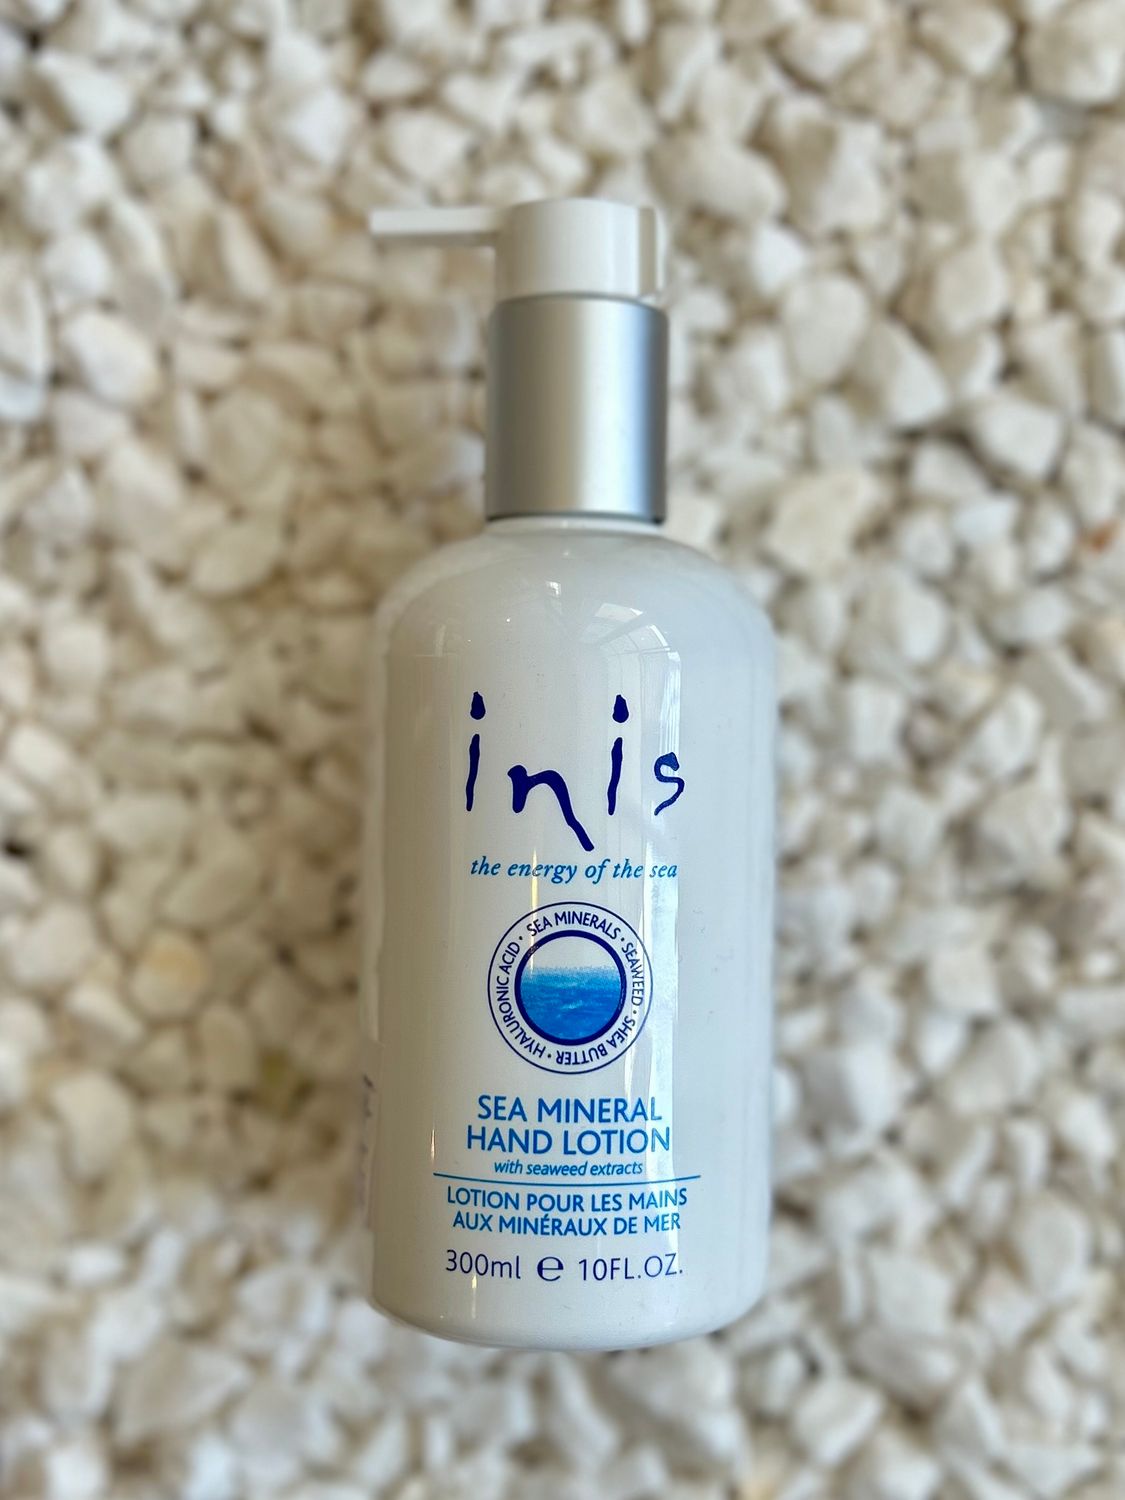 inis
the energy of the sea
SEA MINERALS • SEAWEED • SHEA BUTTER • HYALURONIC ACID •
SEA MINERAL
HAND LOTION
with seaweed extracts
LOTION POUR LES MAINS
AUX MINÉRAUX DE MER
300ml ℮ 10FL.OZ.